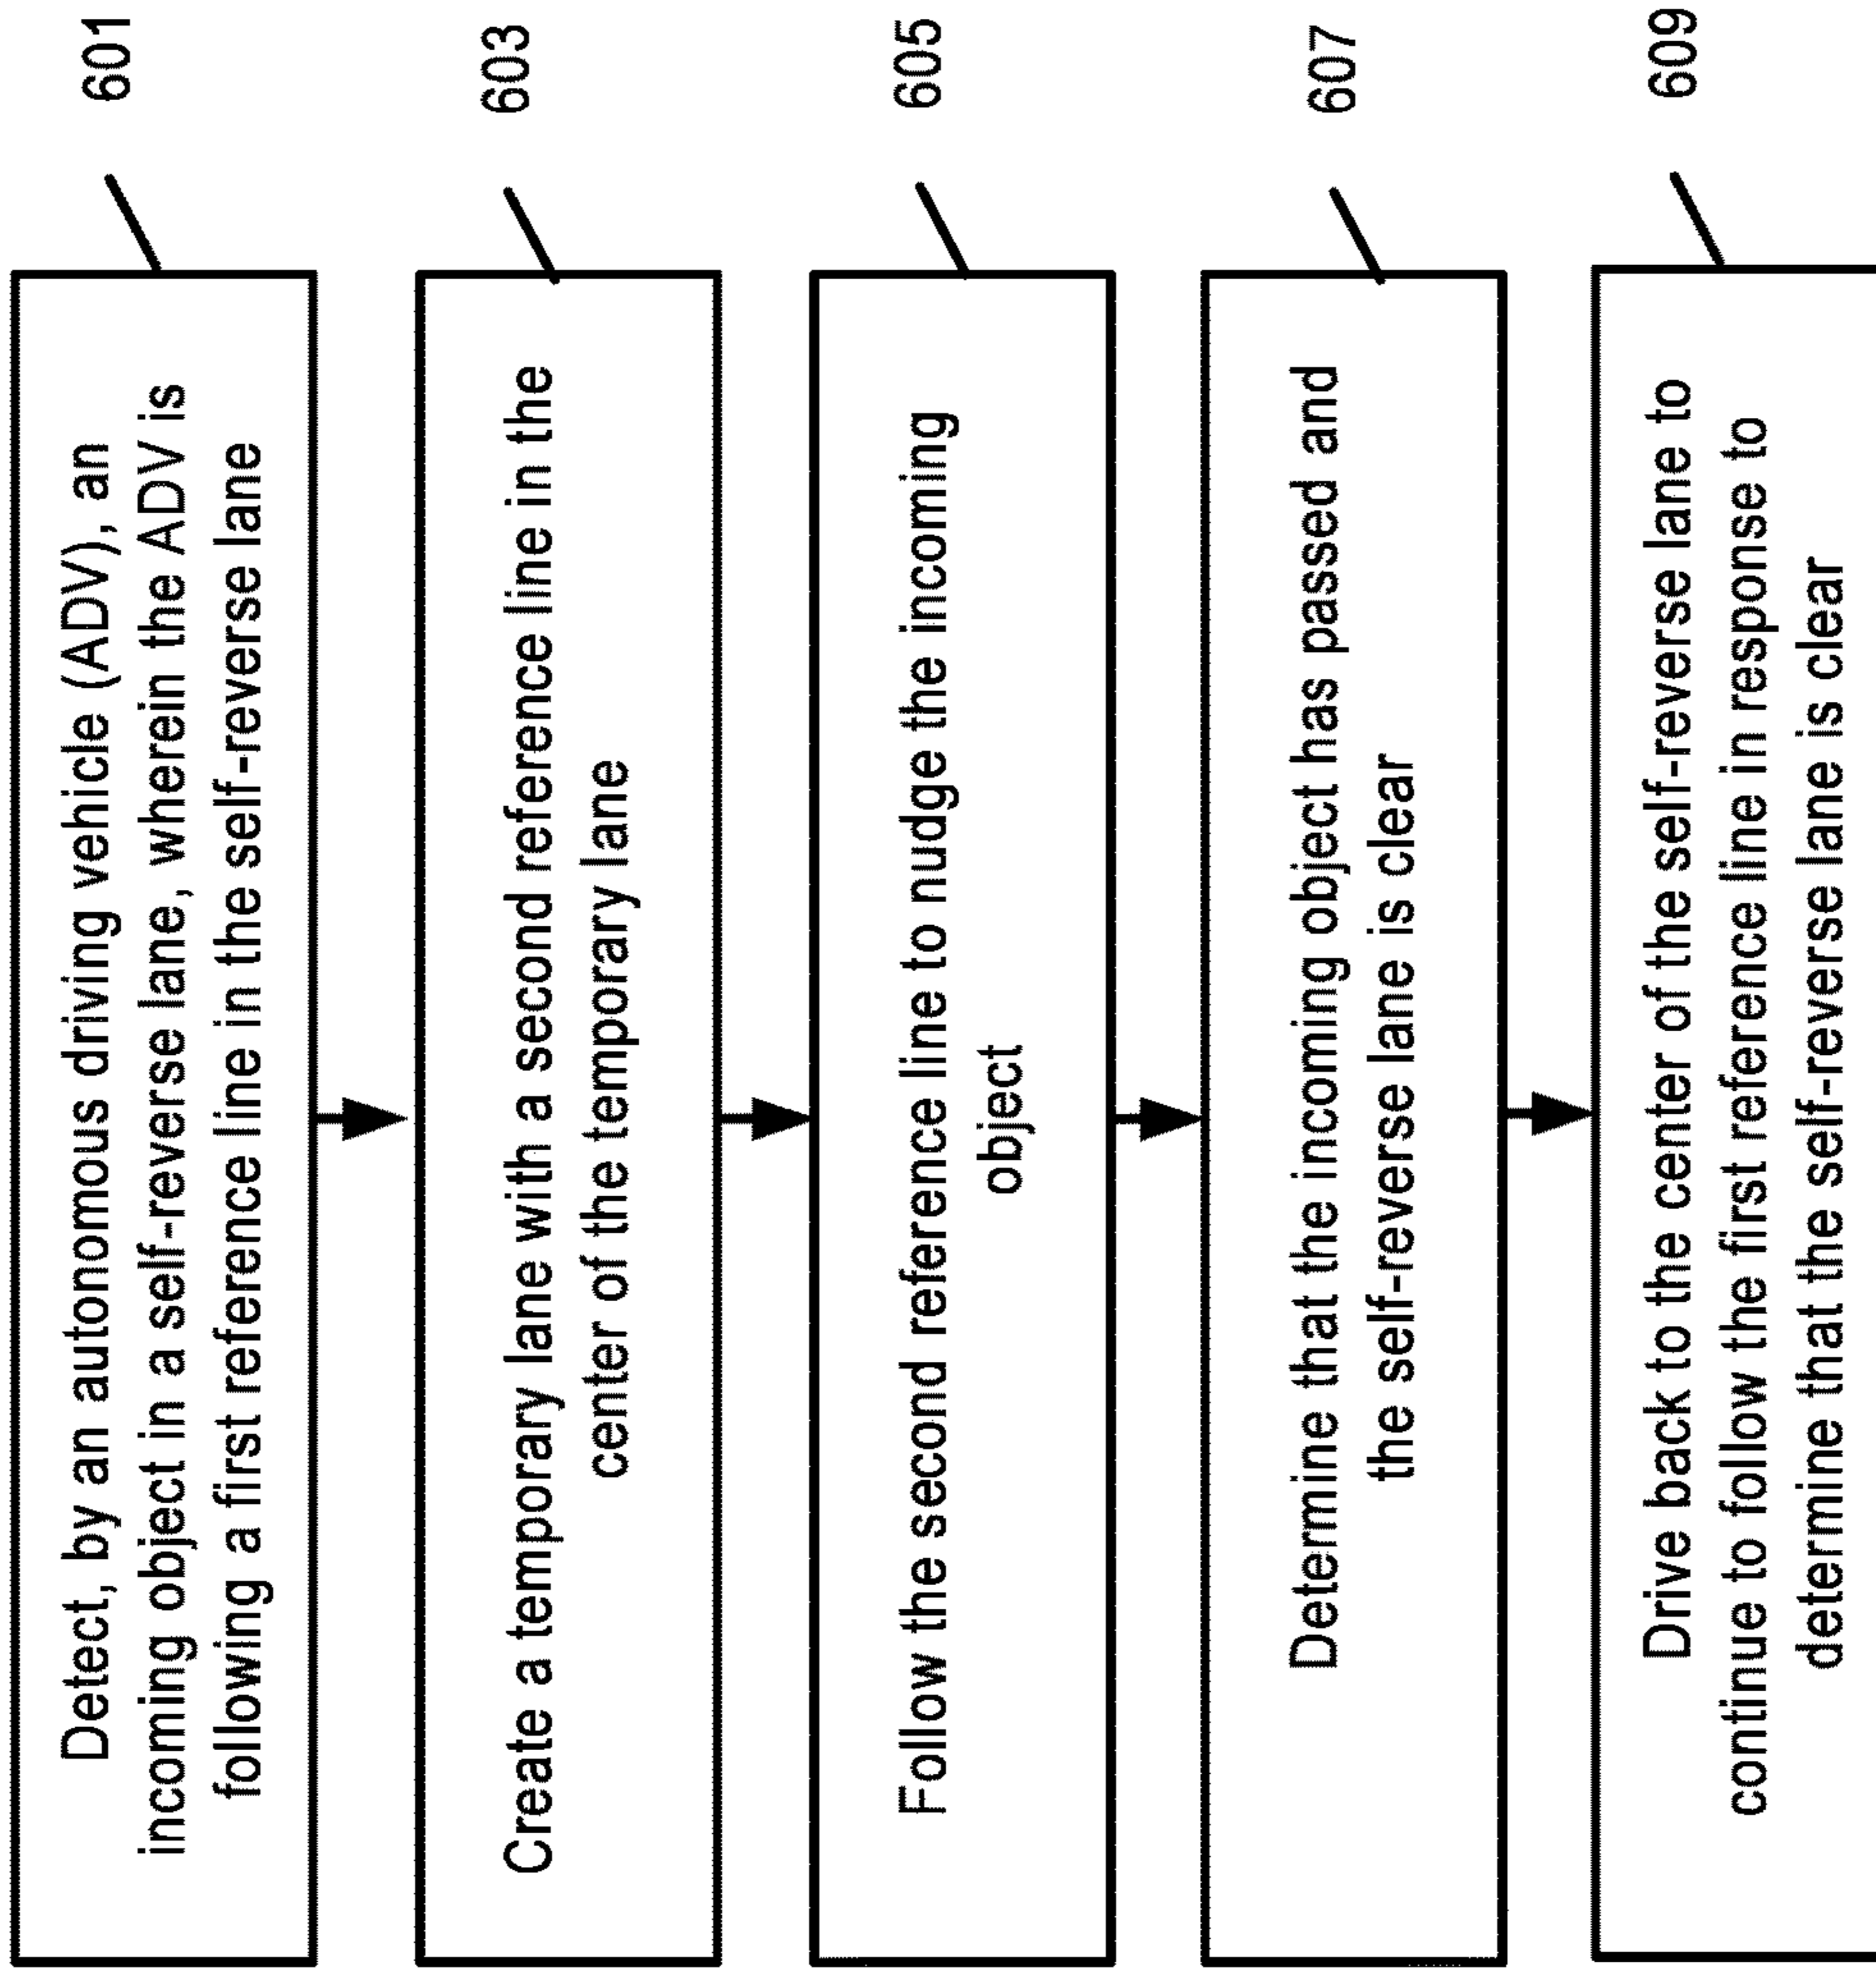 Detect, by an autonomous driving vehicle (ADV), an
incoming object in a self-reverse lane, wherein the ADV is
following a first reference line in the self-reverse lane
601
Create a temporary lane with a second reference line in the
center of the temporary lane
603
Follow the second reference line to nudge the incoming
object
605
Determine that the incoming object has passed and
the self-reverse lane is clear
607
Drive back to the center of the self-reverse lane to
continue to follow the first reference line in response to
determine that the self-reverse lane is clear
609